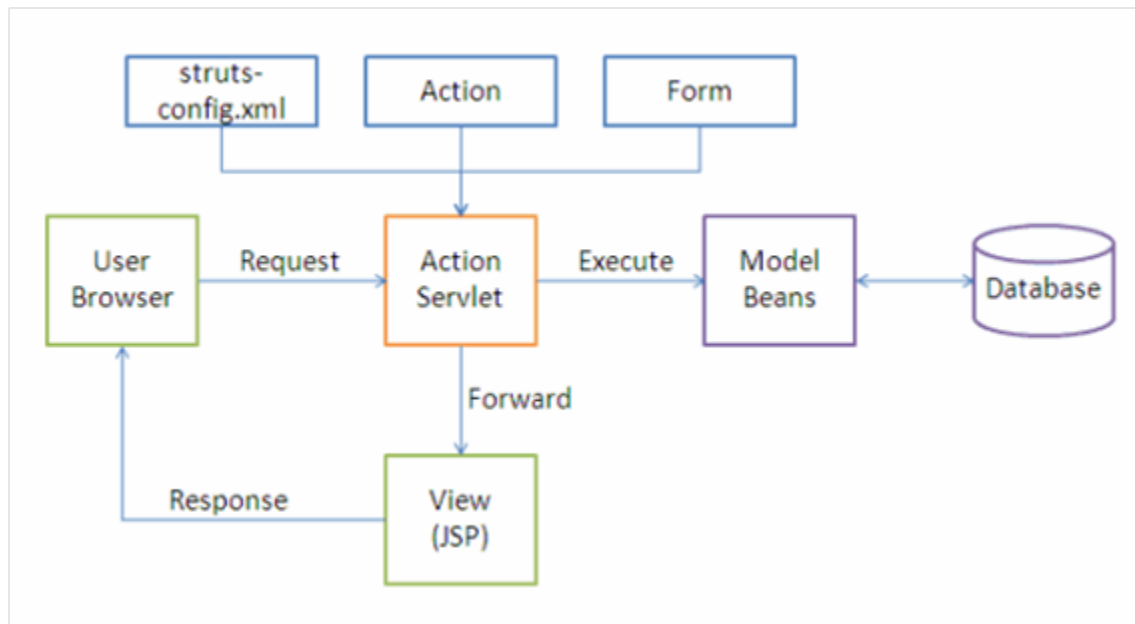 struts-
config.xml
Action
Form
User
Browser
Request
Action
Servlet
Execute
Model
Beans
Database
Forward
Response
View
(JSP)